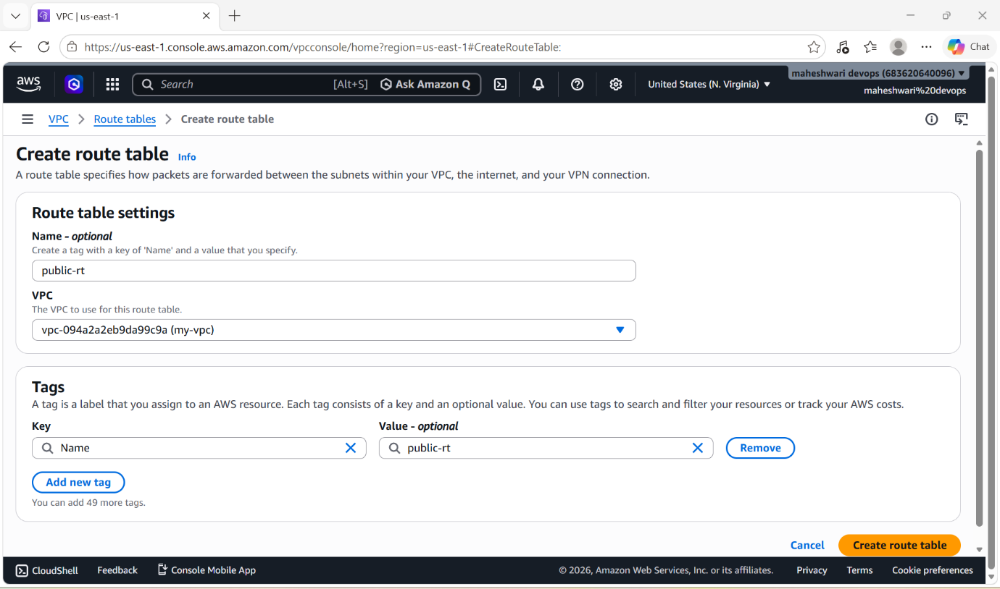 VPC | us-east-1
https://us-east-1.console.aws.amazon.com/vpcconsole/home?region=us-east-1#CreateRouteTable:
Chat
aws
Search [Alt+S] Ask Amazon Q
United States (N. Virginia)
maheshwari devops (683620640096)
maheshwari%20devops
VPC Route tables Create route table
Create route table Info
A route table specifies how packets are forwarded between the subnets within your VPC, the internet, and your VPN connection.
Route table settings
Name - optional
Create a tag with a key of 'Name' and a value that you specify.
public-rt
VPC
The VPC to use for this route table.
vpc-094a2a2eb9da99c9a (my-vpc)
Tags
A tag is a label that you assign to an AWS resource. Each tag consists of a key and an optional value. You can use tags to search and filter your resources or track your AWS costs.
Key Value - optional
Name public-rt Remove
Add new tag
You can add 49 more tags.
Cancel Create route table
CloudShell Feedback Console Mobile App © 2026, Amazon Web Services, Inc. or its affiliates. Privacy Terms Cookie preferences